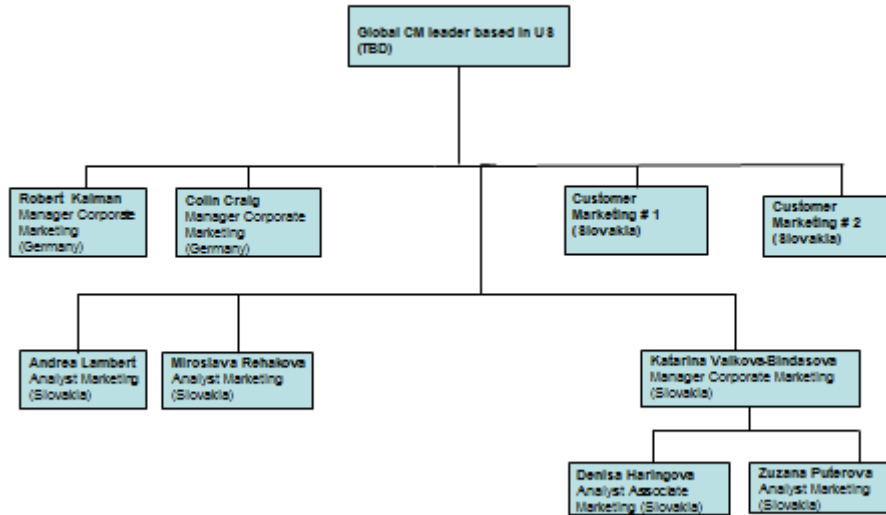 Global CM leader based in US
(TBD)
Robert Kalman
Manager Corporate
Marketing
(Germany)
Colin Craig
Manager Corporate
Marketing
(Germany)
Customer
Marketing # 1
(Slovakia)
Customer
Marketing # 2
(Slovakia)
Andrea Lambert
Analyst Marketing
(Slovakia)
Miroslava Rehakova
Analyst Marketing
(Slovakia)
Katarina Valkova-Bindasova
Manager Corporate Marketing
(Slovakia)
Denisa Haringova
Analyst Associate
Marketing (Slovakia)
Zuzana Puterova
Analyst Marketing
(Slovakia)